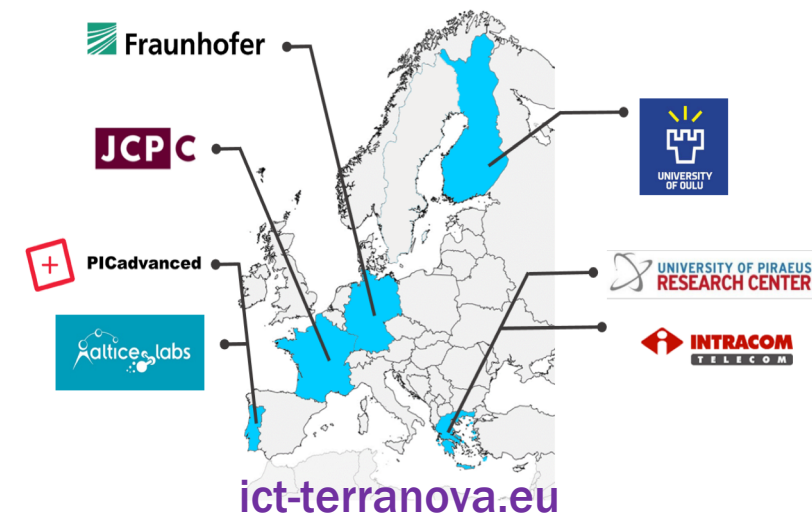 Fraunhofer
JCP C
UNIVERSITY
OF OULU
PICadvanced
UNIVERSITY OF PIRAEUS
RESEARCH CENTER
altice labs
INTRACOM
TELECOM
ict-terranova.eu